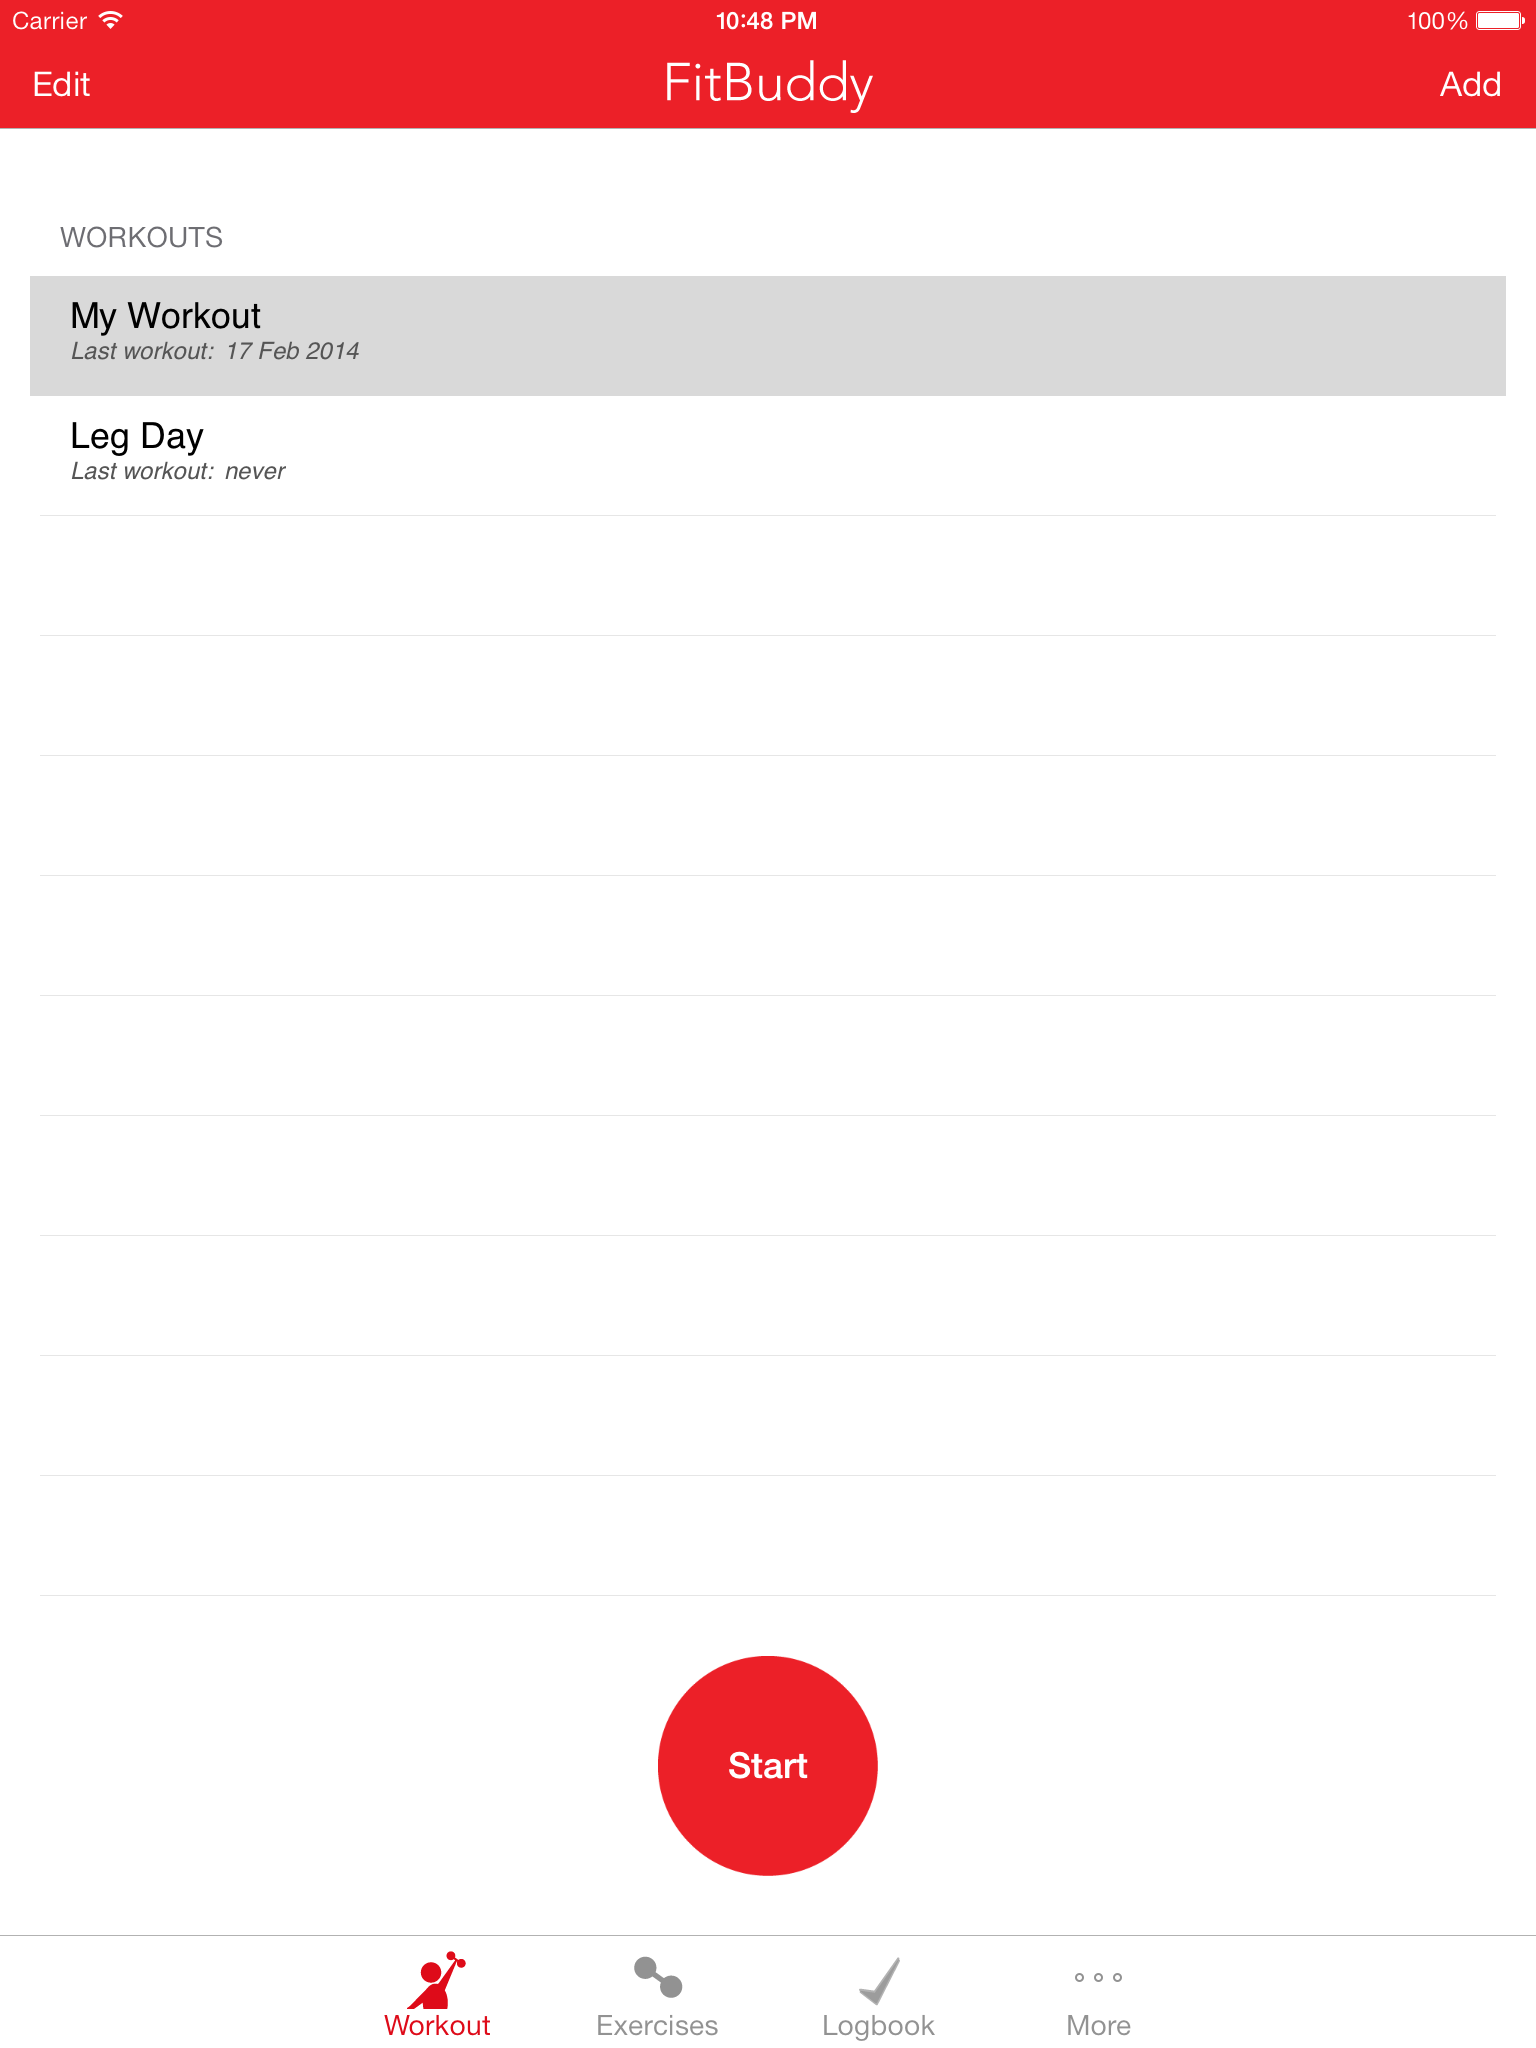 Carrier 10:48 PM 100%
Edit FitBuddy Add
WORKOUTS
My Workout
Last workout: 17 Feb 2014
Leg Day
Last workout: never
Start
Workout Exercises Logbook More